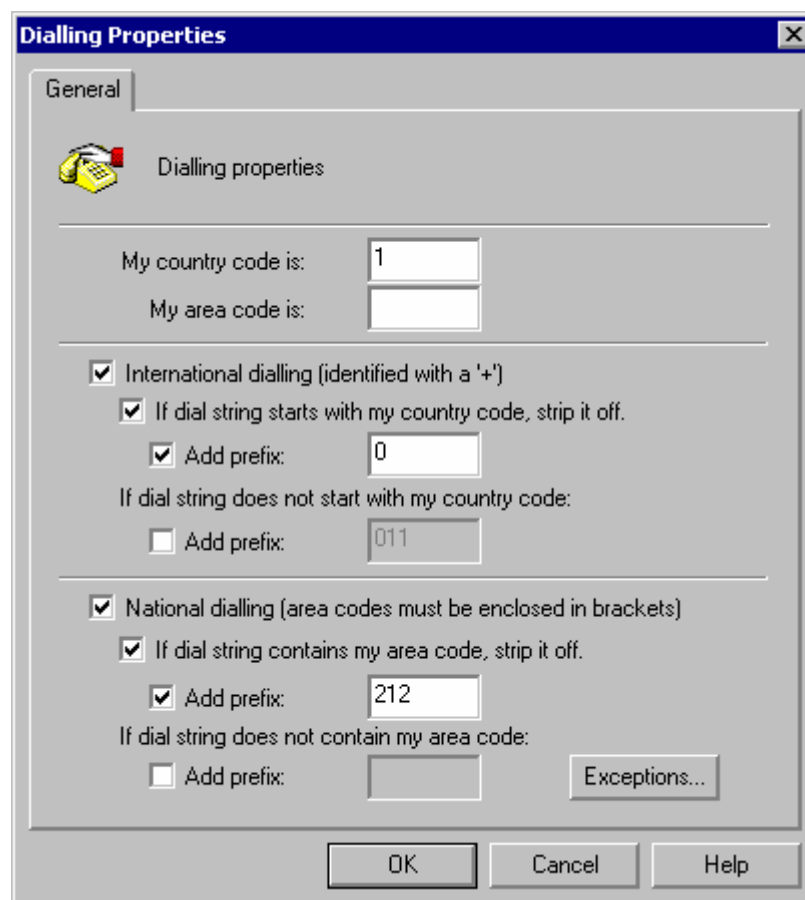 Dialling Properties
General
Dialling properties
My country code is: 1
My area code is:
International dialling (identified with a '+')
If dial string starts with my country code, strip it off.
Add prefix: 0
If dial string does not start with my country code:
Add prefix: 011
National dialling (area codes must be enclosed in brackets)
If dial string contains my area code, strip it off.
Add prefix: 212
If dial string does not contain my area code:
Add prefix: Exceptions...
OK Cancel Help